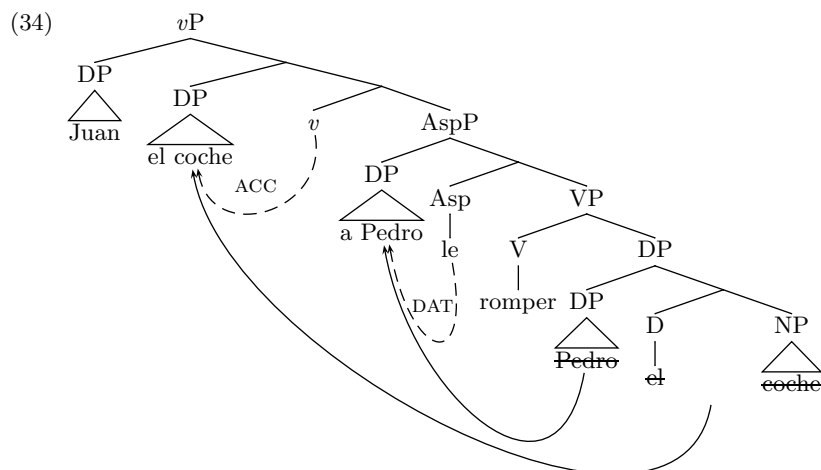 (34) vP
DP
DP
Juan
v
AspP
el coche
ACC
DP
Asp
VP
a Pedro
le
V
DP
DAT
romper
DP
D
NP
Pedro
el
coche